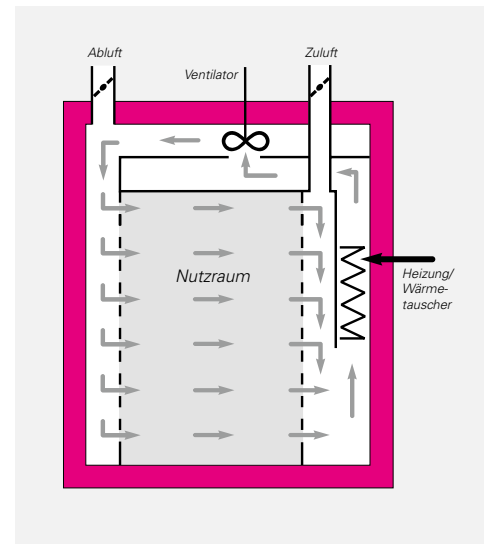 Abluft
Zuluft
Ventilator
Nutzraum
Heizung/
Wärme-
tauscher